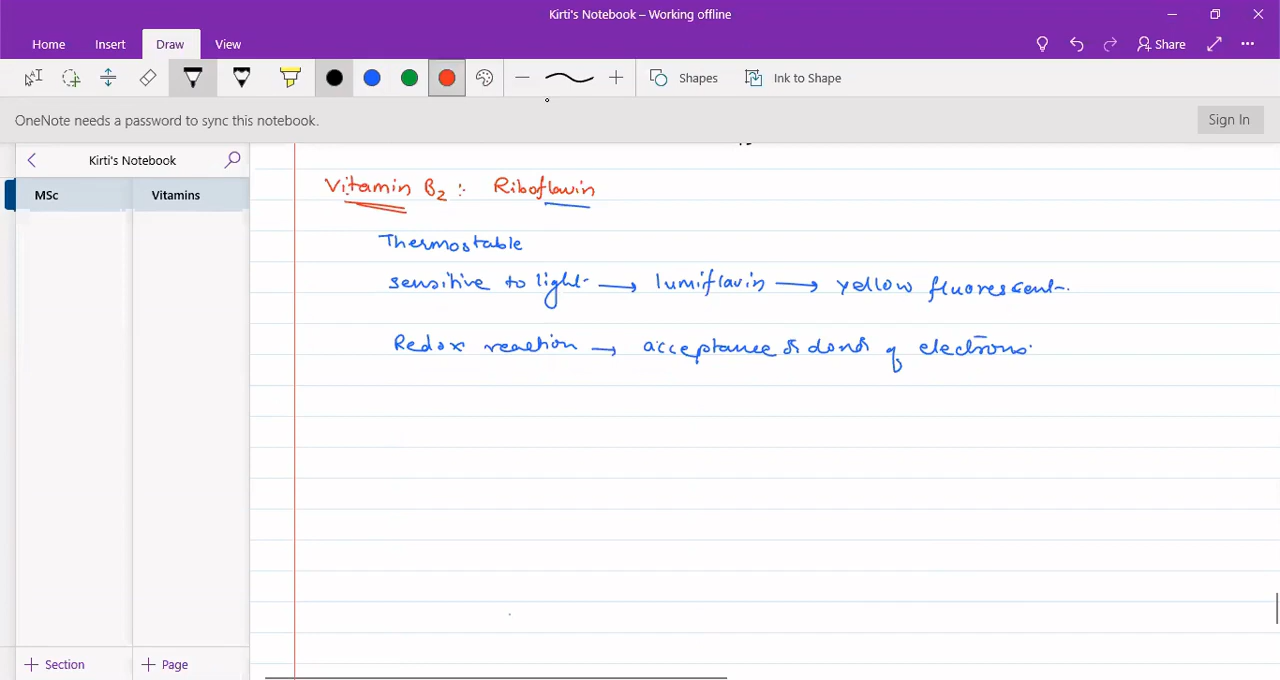 Kirti's Notebook – Working offline
Home Insert Draw View Share
Shapes Ink to Shape
OneNote needs a password to sync this notebook. Sign In
Kirti's Notebook
MSc Vitamins
Vitamin B2 : Riboflavin
Thermostable
sensitive to light → lumiflavin → yellow fluorescent.
Redox reaction → acceptance & donor of electrons.
+ Section + Page